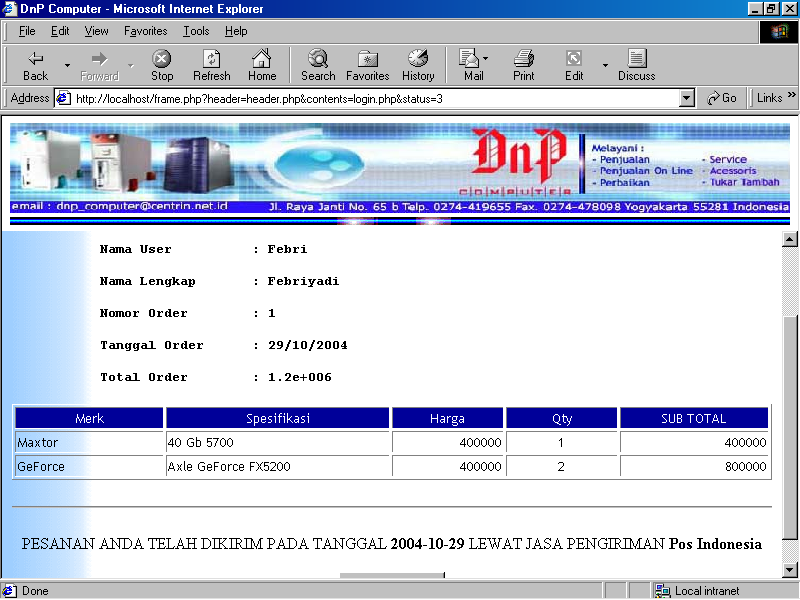 DnP Computer - Microsoft Internet Explorer
File Edit View Favorites Tools Help
Back Forward Stop Refresh Home Search Favorites History Mail Print Edit Discuss
Address http://localhost/frame.php?header=header.php&contents=login.php&status=3 Go Links »
DnP
COMPUTER
Melayani :
- Penjualan - Service
- Penjualan On Line - Acessoris
- Perbaikan - Tukar Tambah
email : dnp_computer@centrin.net.id Jl. Raya Janti No. 65 b Telp. 0274-419655 Fax. 0274-478098 Yogyakarta 55281 Indonesia
Nama User : Febri
Nama Lengkap : Febriyadi
Nomor Order : 1
Tanggal Order : 29/10/2004
Total Order : 1.2e+006
Merk Spesifikasi Harga Qty SUB TOTAL
Maxtor 40 Gb 5700 400000 1 400000
GeForce Axle GeForce FX5200 400000 2 800000
PESANAN ANDA TELAH DIKIRIM PADA TANGGAL 2004-10-29 LEWAT JASA PENGIRIMAN Pos Indonesia
Done Local intranet